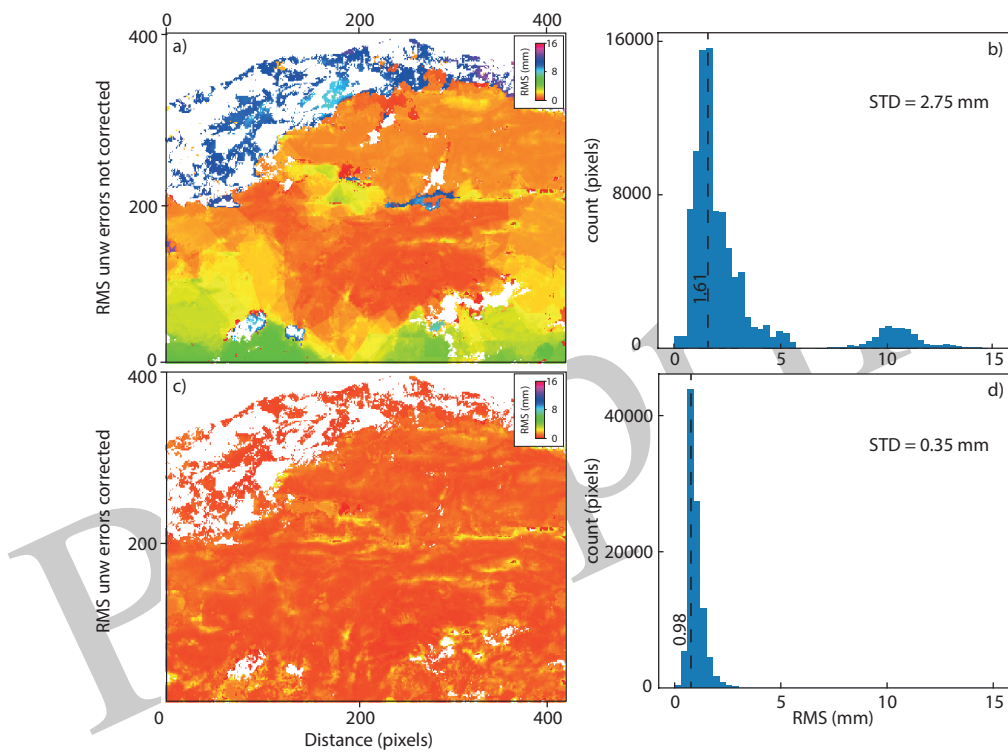 0 200 400
400
a)
16
8
0
RMS (mm)
RMS unw errors not corrected
200
0
16000
b)
STD = 2.75 mm
count (pixels)
8000
1.61
0
0 5 10 15
400
c)
16
8
0
RMS (mm)
RMS unw errors corrected
200
0 200 400
Distance (pixels)
d)
40000
STD = 0.35 mm
count (pixels)
20000
0.98
0
0 5 10 15
RMS (mm)